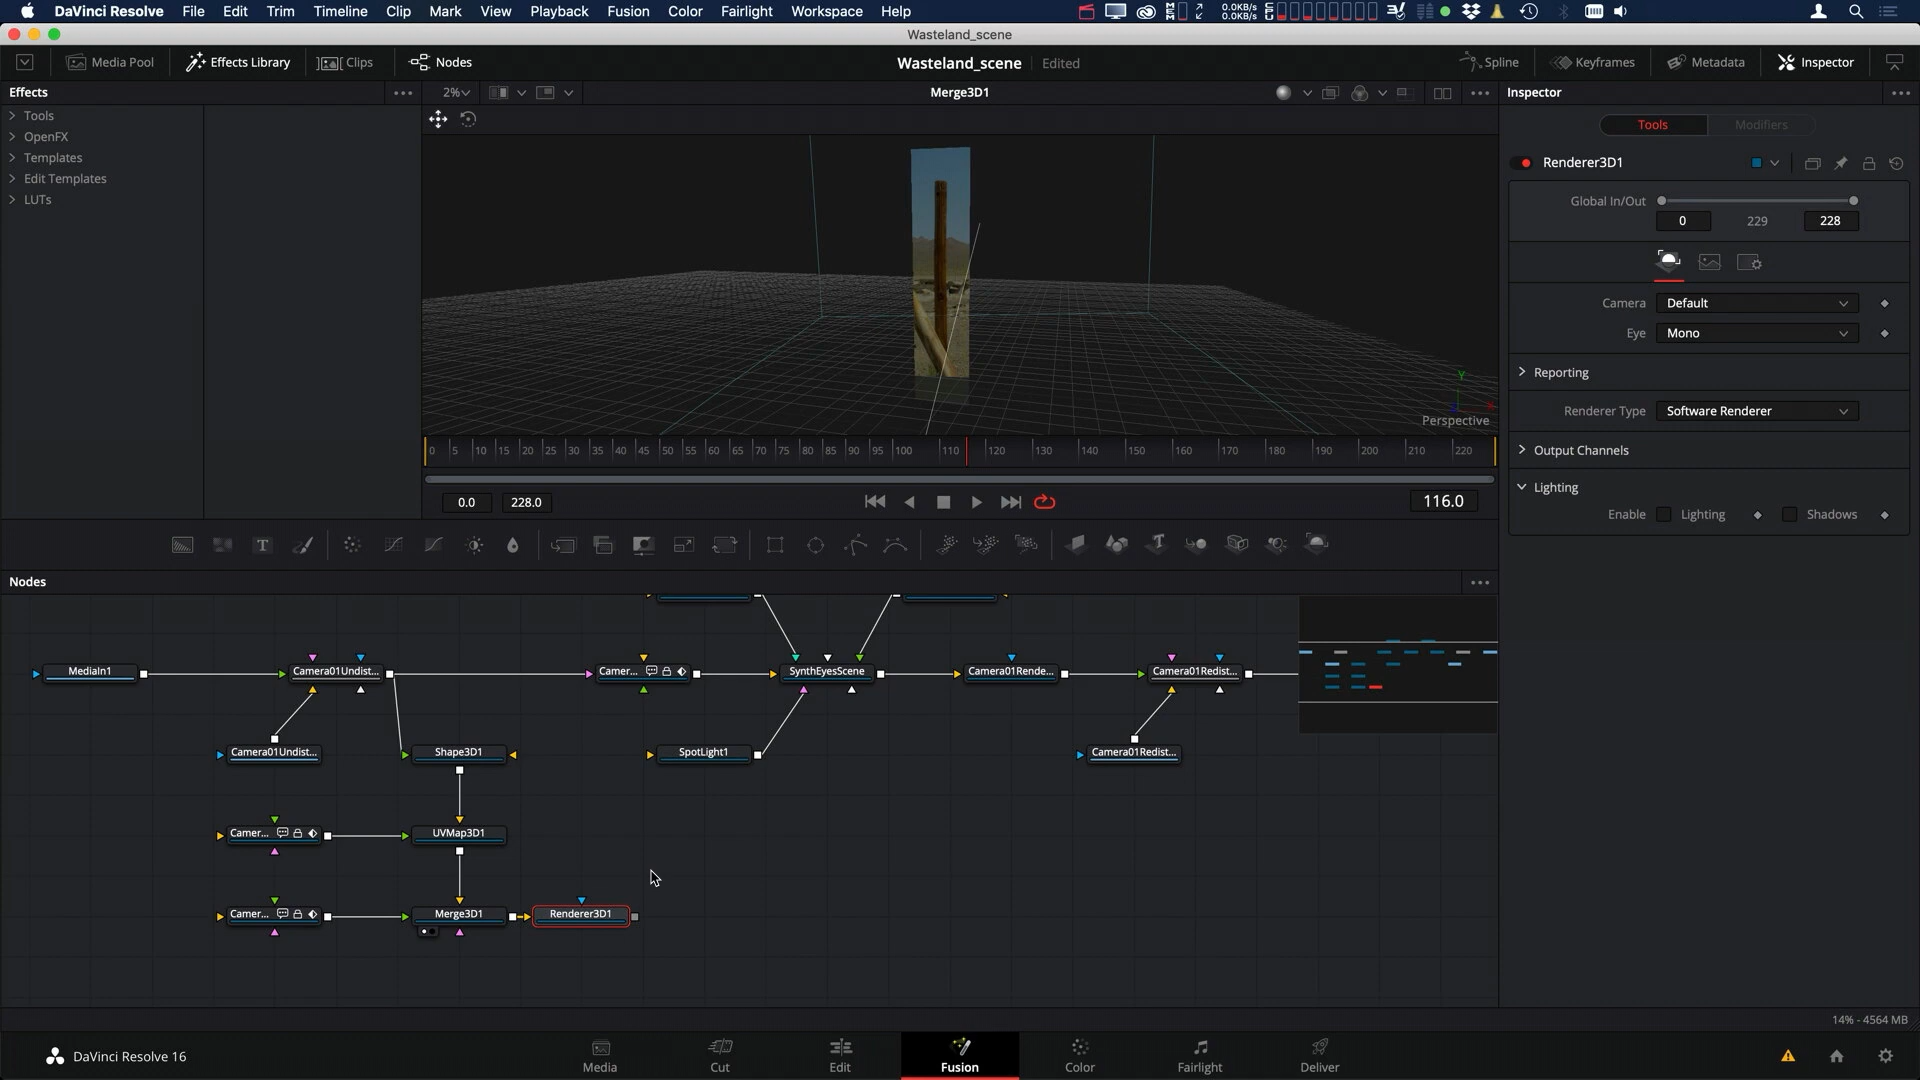 DaVinci Resolve File Edit Trim Timeline Clip Mark View Playback Fusion Color Fairlight Workspace Help
0.0KB/s
0.0KB/s
Wasteland_scene
Media Pool Effects Library Clips Nodes Wasteland_scene Edited Spline Keyframes Metadata Inspector
Effects
Tools
OpenFX
Templates
Edit Templates
LUTs
2% Merge3D1
Perspective
Y
0 5 10 15 20 25 30 35 40 45 50 55 60 65 70 75 80 85 90 95 100 110 120 130 140 150 160 170 180 190 200 210 220
0.0 228.0 116.0
Inspector
Tools Modifiers
Renderer3D1
Global In/Out
0 229 228
Camera Default
Eye Mono
Reporting
Renderer Type Software Renderer
Output Channels
Lighting
Enable Lighting Shadows
Nodes
MediaIn1 Camera01Undist... Camer... SynthEyesScene Camera01Rende... Camera01Redist...
Camera01Undist... Shape3D1 SpotLight1 Camera01Redist...
Camer... UVMap3D1
Camer... Merge3D1 Renderer3D1
14% - 4564 MB
DaVinci Resolve 16
Media Cut Edit Fusion Color Fairlight Deliver